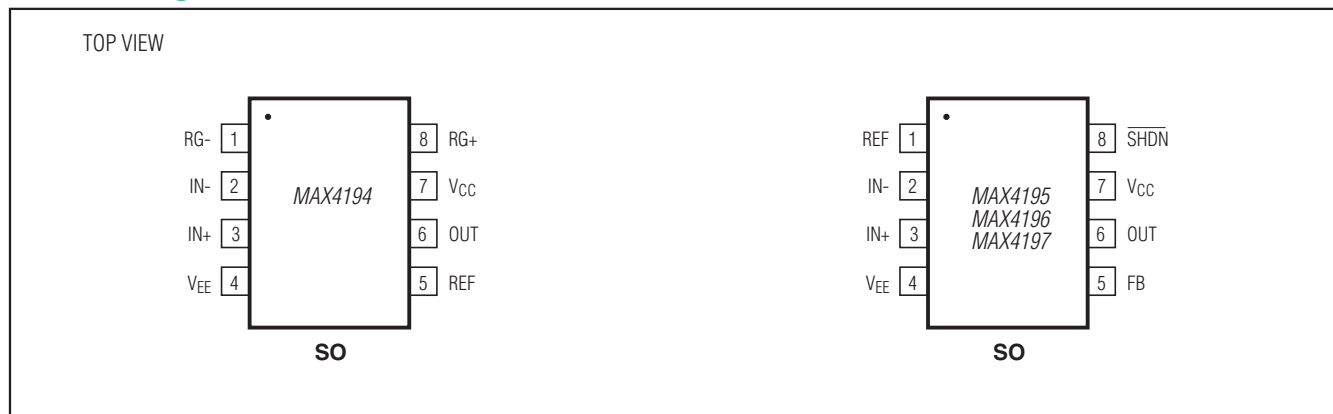 TOP VIEW
RG- 1
8 RG+
IN- 2
7 VCC
IN+ 3
6 OUT
VEE 4
5 REF
MAX4194
SO
REF 1
8 SHDN
IN- 2
7 VCC
IN+ 3
6 OUT
VEE 4
5 FB
MAX4195
MAX4196
MAX4197
SO